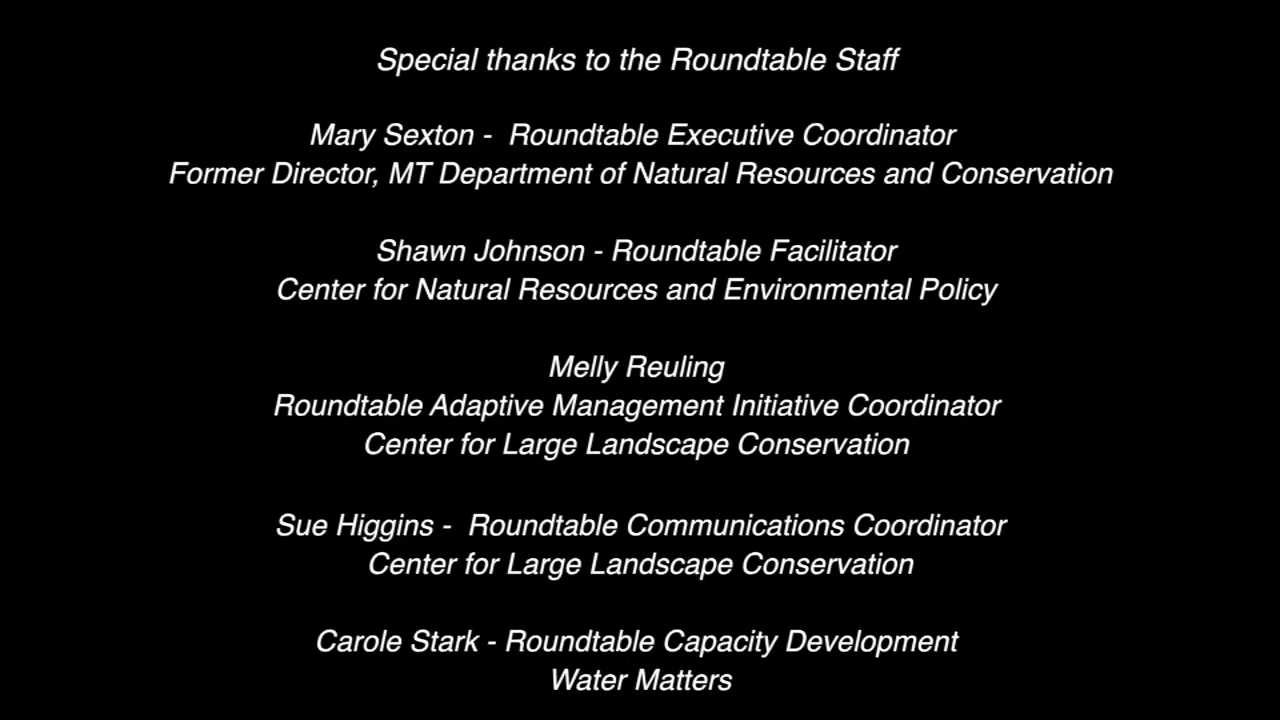 Special thanks to the Roundtable Staff
Mary Sexton -  Roundtable Executive Coordinator
Former Director, MT Department of Natural Resources and Conservation
Shawn Johnson - Roundtable Facilitator
Center for Natural Resources and Environmental Policy
Melly Reuling
Roundtable Adaptive Management Initiative Coordinator
Center for Large Landscape Conservation
Sue Higgins -  Roundtable Communications Coordinator
Center for Large Landscape Conservation
Carole Stark - Roundtable Capacity Development
Water Matters